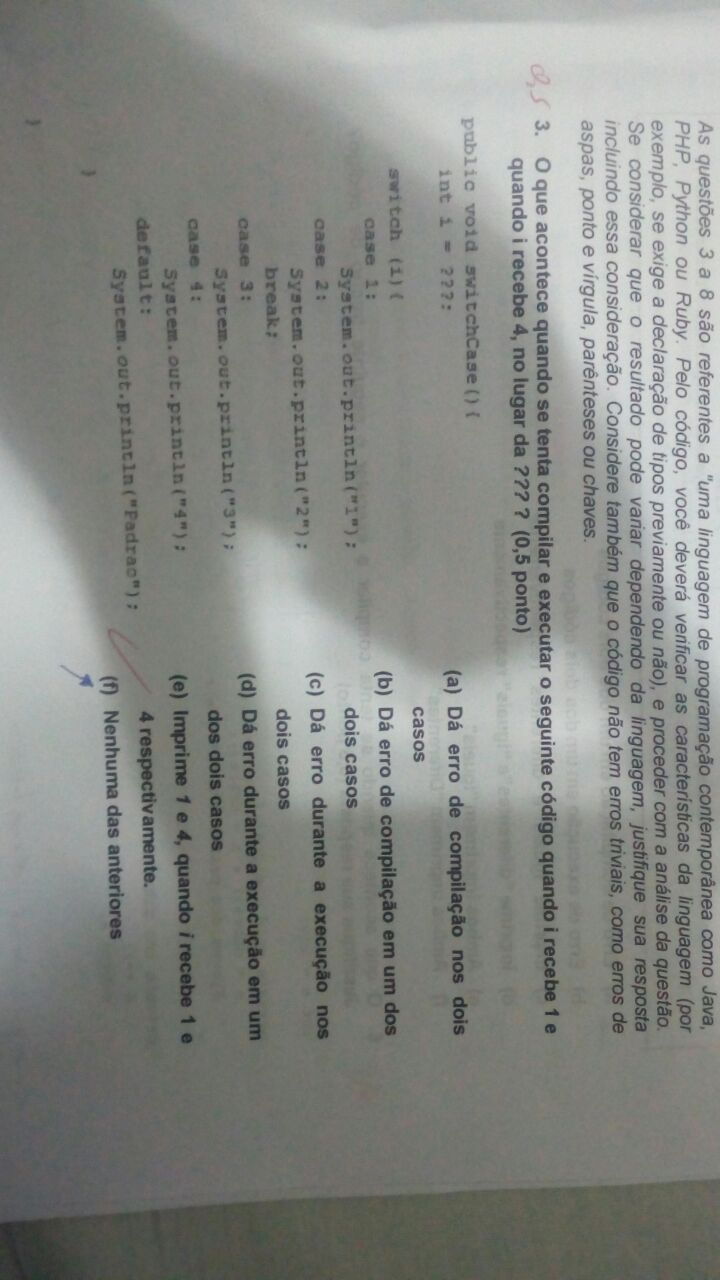 As questões 3 a 8 são referentes a "uma linguagem de programação contemporânea como Java,
PHP, Python ou Ruby. Pelo código, você deverá verificar as características da linguagem (por
exemplo, se exige a declaração de tipos previamente ou não), e proceder com a análise da questão.
Se considerar que o resultado pode variar dependendo da linguagem, justifique sua resposta
incluindo essa consideração. Considere também que o código não tem erros triviais, como erros de
aspas, ponto e vírgula, parênteses ou chaves.
0,5
3. O que acontece quando se tenta compilar e executar o seguinte código quando i recebe 1 e
quando i recebe 4, no lugar da ??? ? (0,5 ponto)
public void switchCase(){
int i = ???;
switch (i){
case 1:
System.out.println("1");
case 2:
System.out.println("2");
break;
case 3:
System.out.println("3");
case 4:
System.out.println("4");
default:
System.out.println("Padrao");
}
}
(a) Dá erro de compilação nos dois
casos
(b) Dá erro de compilação em um dos
dois casos
(c) Dá erro durante a execução nos
dois casos
(d) Dá erro durante a execução em um
dos dois casos
(e) Imprime 1 e 4, quando i recebe 1 e
4 respectivamente.
(f) Nenhuma das anteriores